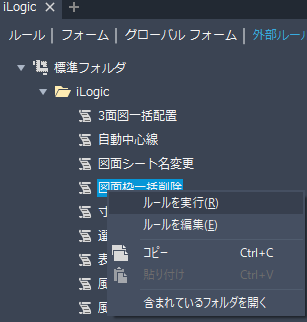 iLogic × +
ルール | フォーム | グローバル フォーム | 外部ルー
標準フォルダ
iLogic
3面図一括配置
自動中心線
図面シート名変更
図面枠一括削除
寸
ルールを実行(R)
ルールを編集(E)
コピー Ctrl+C
貼り付け Ctrl+V
含まれているフォルダを開く
表
風
風